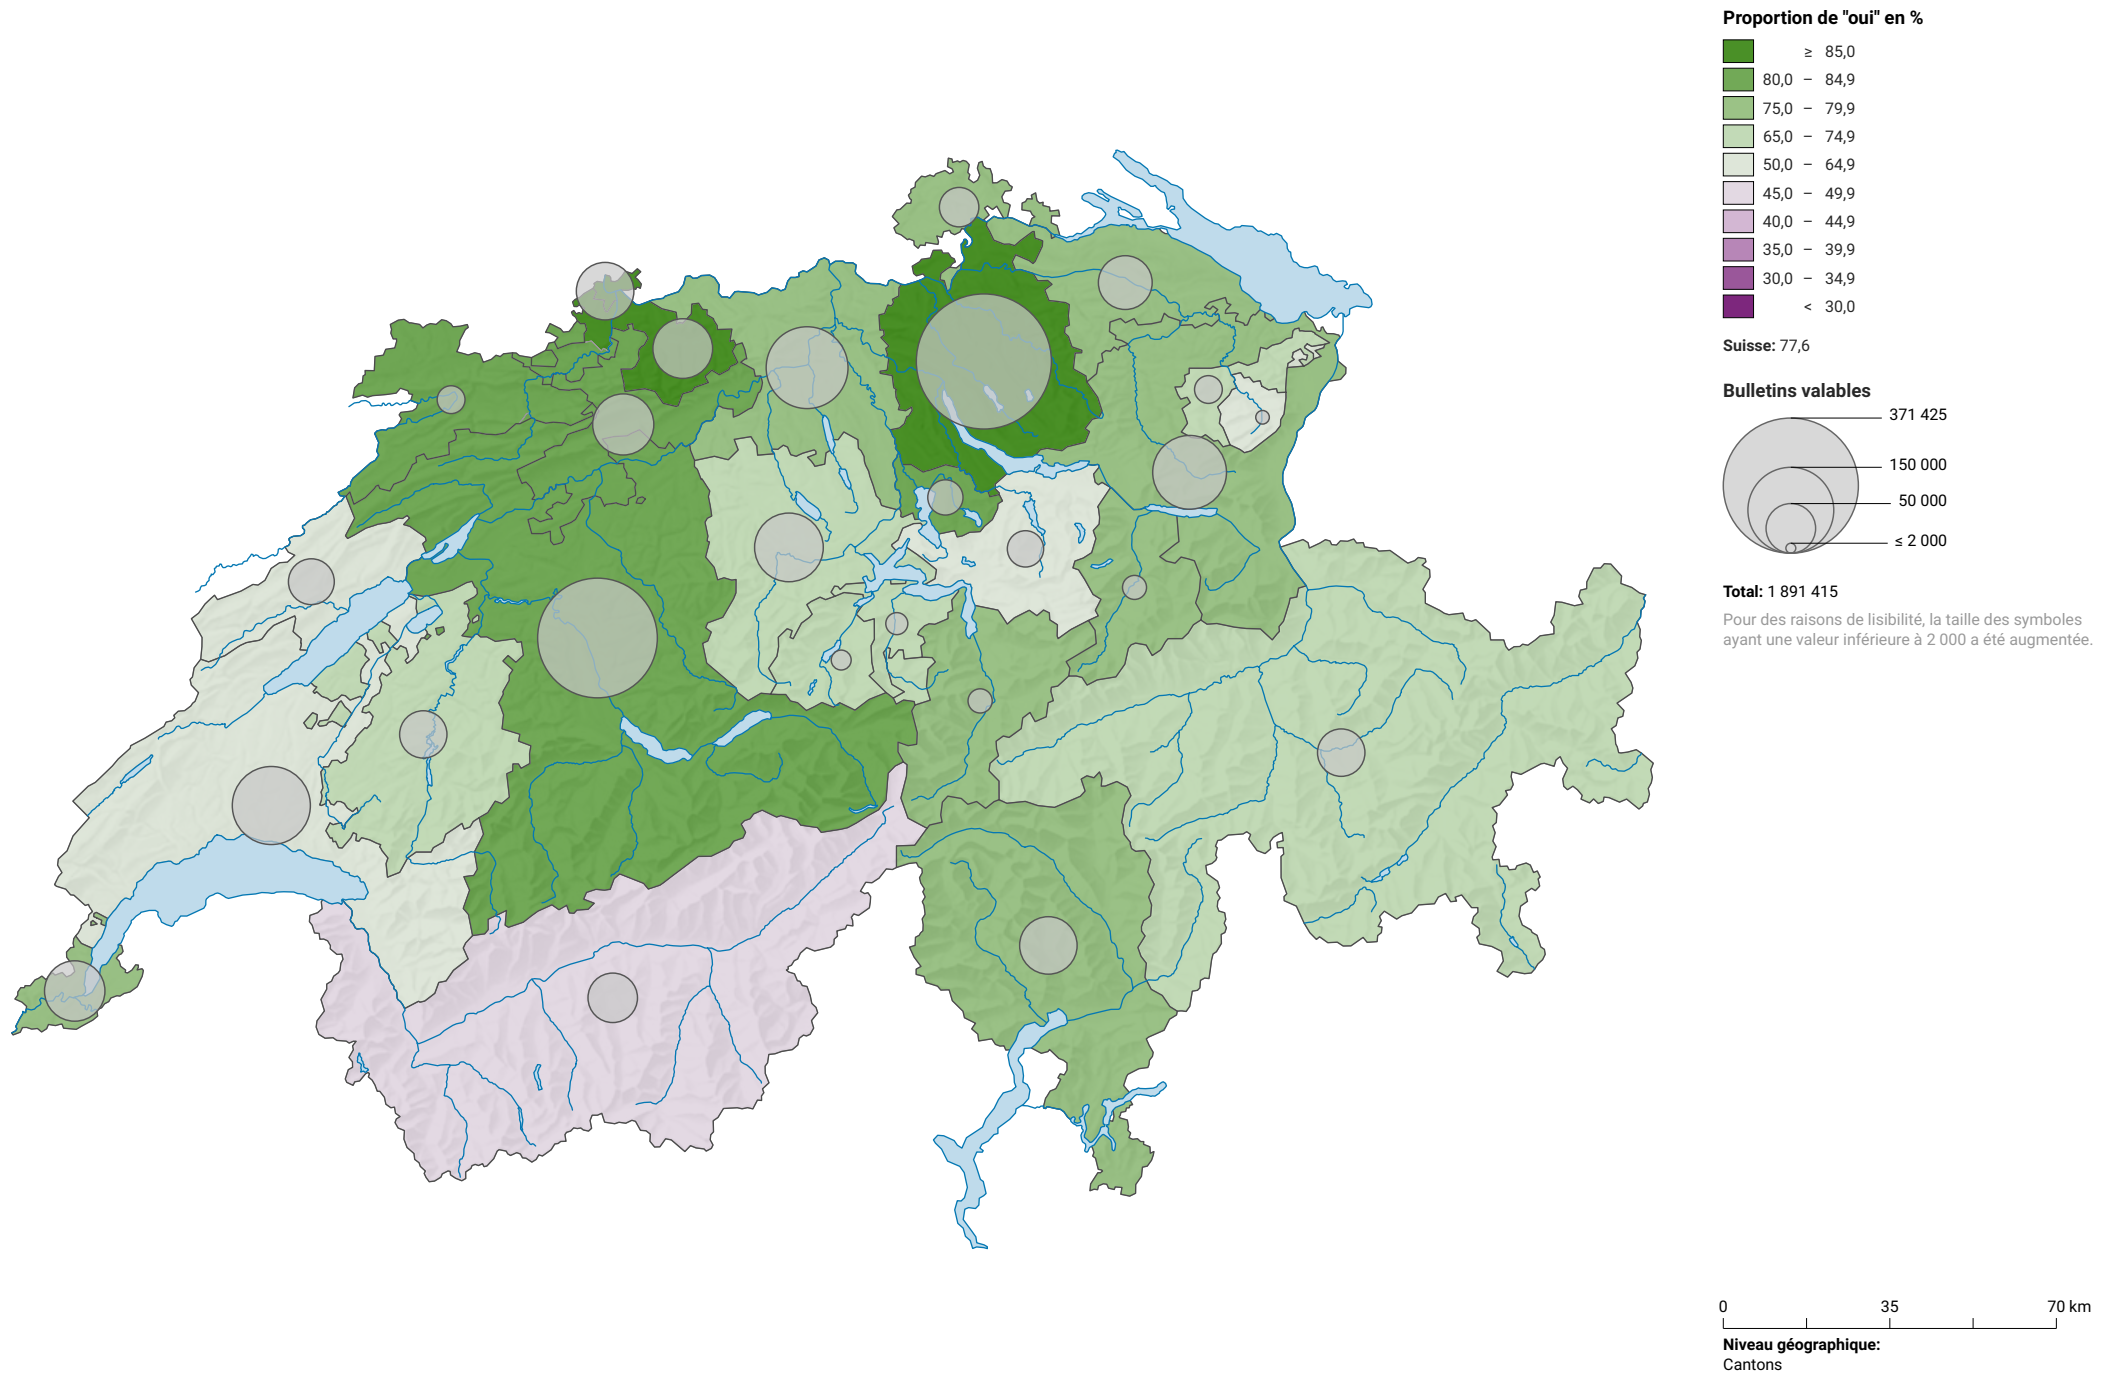 Proportion de "oui" en %
≥ 85,0
80,0 – 84,9
75,0 – 79,9
65,0 – 74,9
50,0 – 64,9
45,0 – 49,9
40,0 – 44,9
35,0 – 39,9
30,0 – 34,9
< 30,0
Suisse: 77,6
Bulletins valables
371 425
150 000
50 000
≤ 2 000
Total: 1 891 415
Pour des raisons de lisibilité, la taille des symboles
ayant une valeur inférieure à 2 000 a été augmentée.
0 35 70 km
Niveau géographique:
Cantons